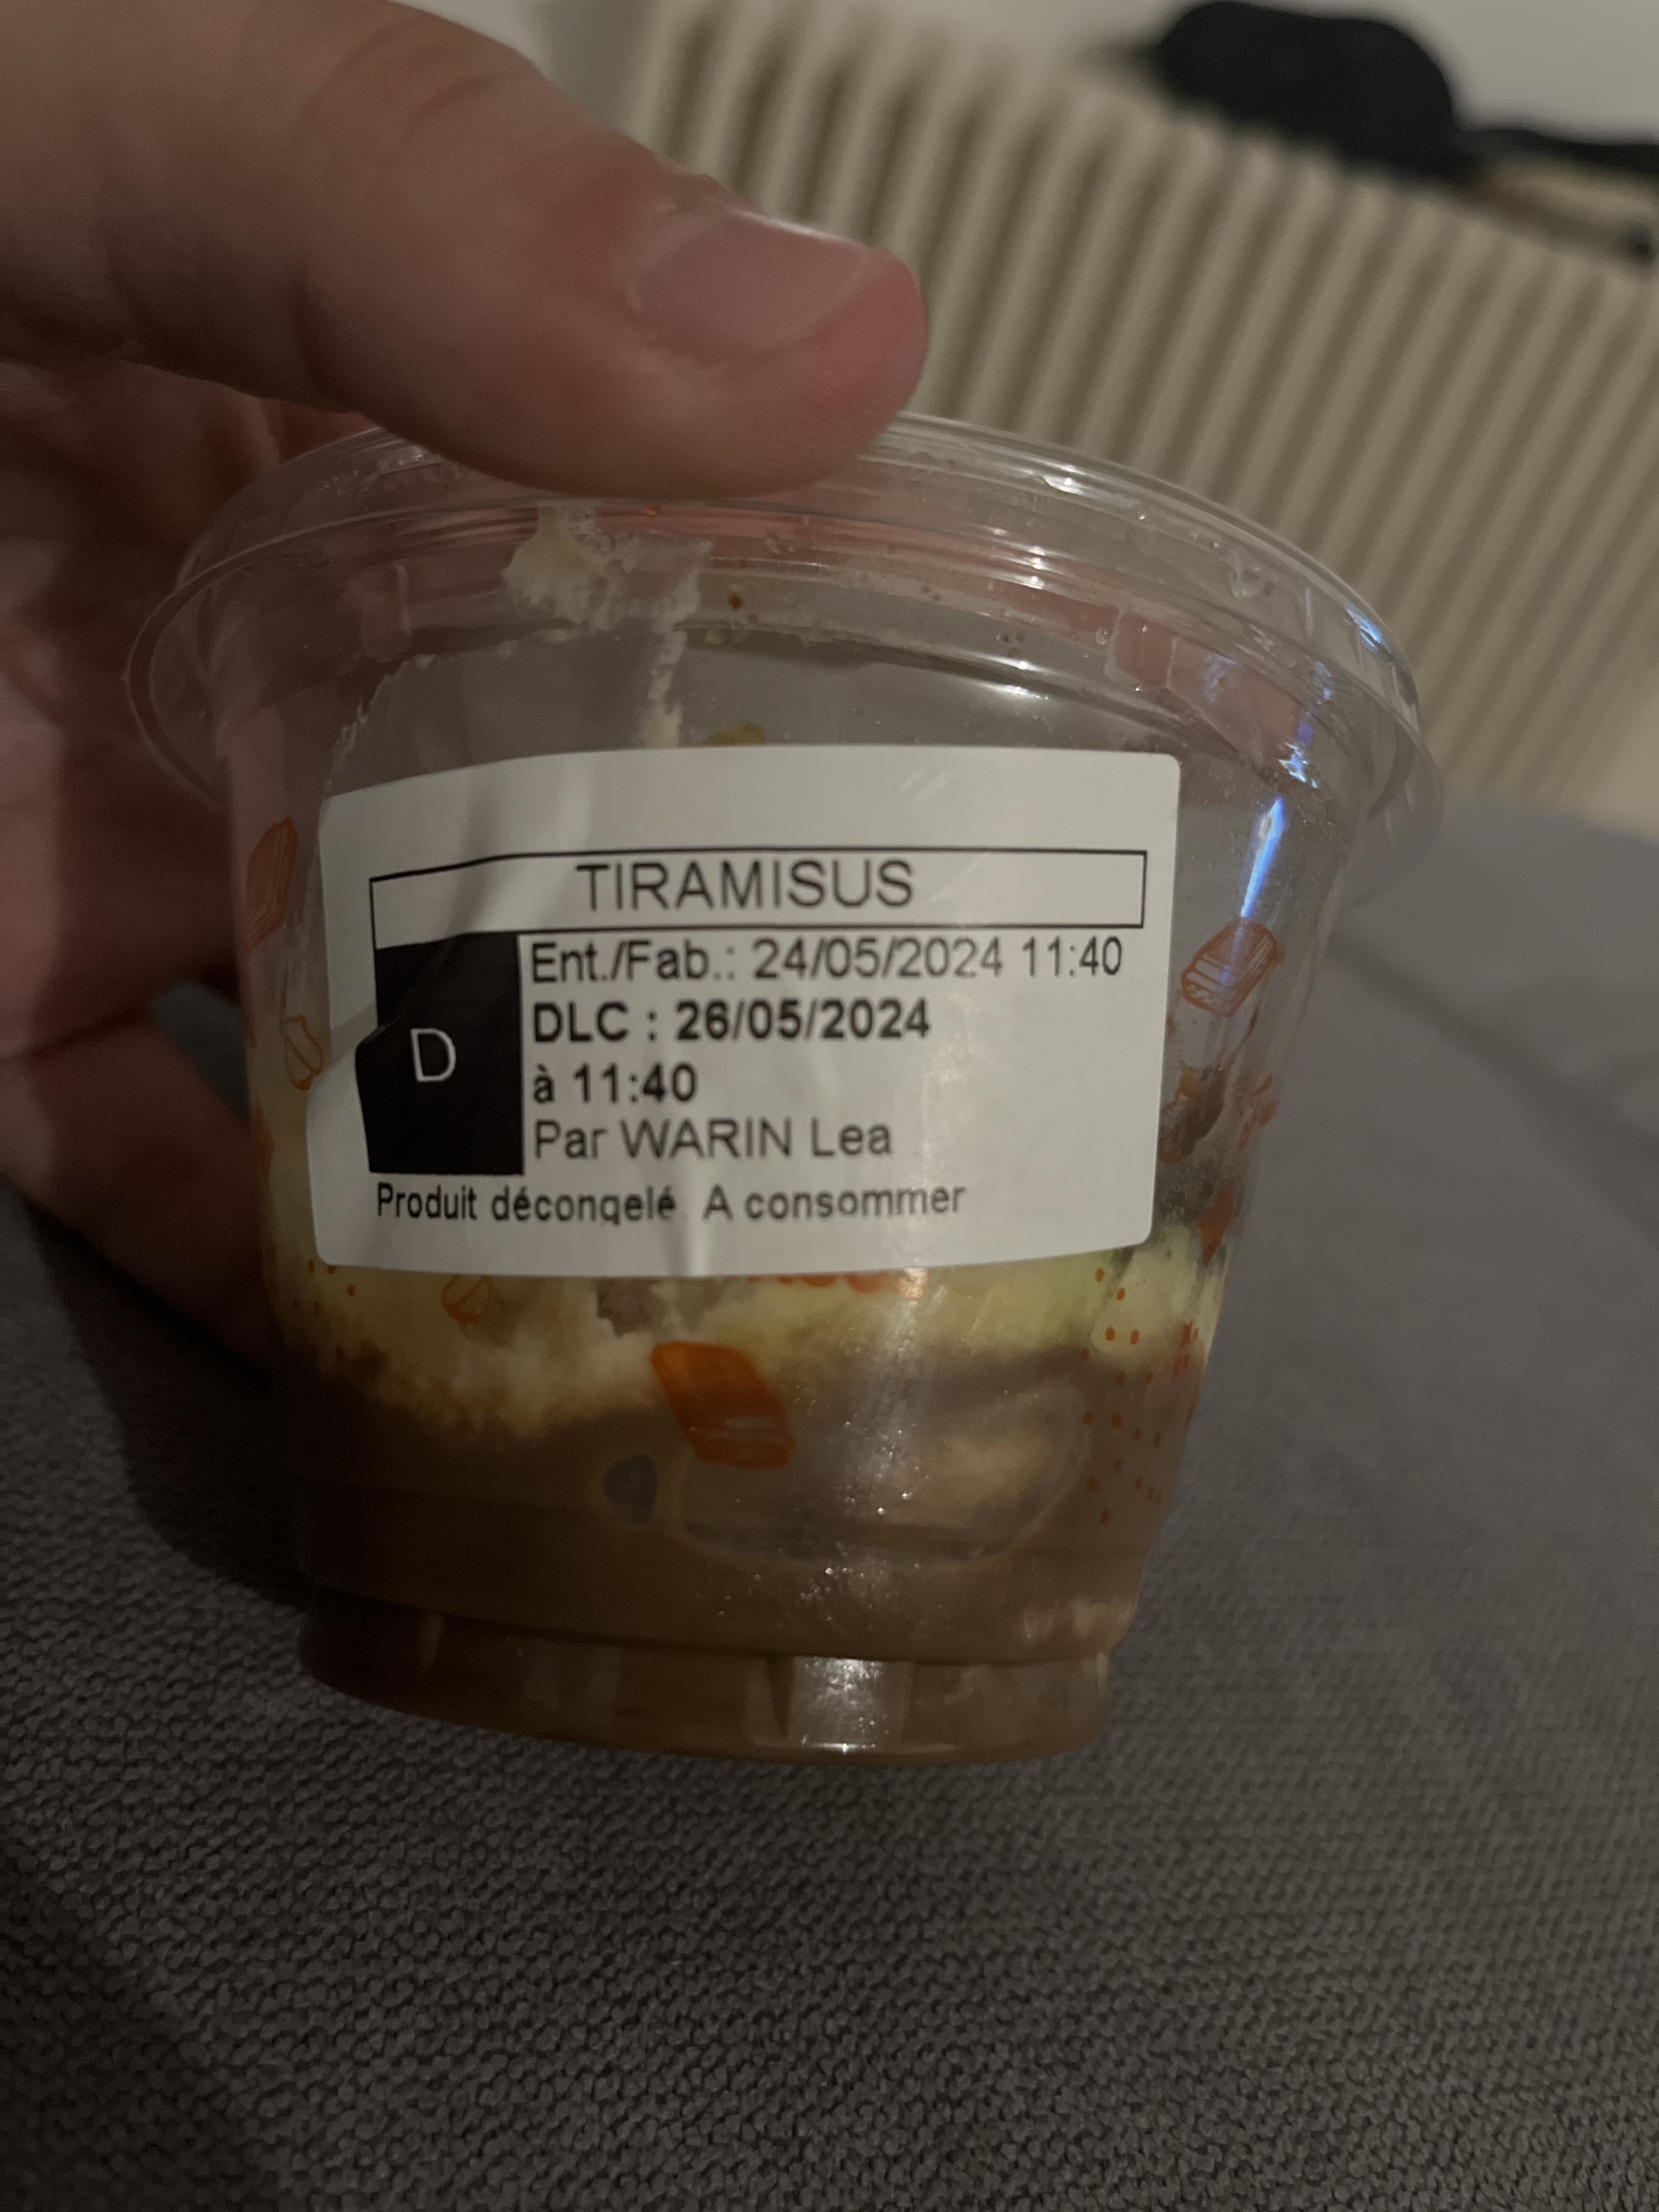 TIRAMISUS
Ent./Fab.: 24/05/2024 11:40
DLC : 26/05/2024
à 11:40
D
Par WARIN Lea
Produit décongelé A consommer